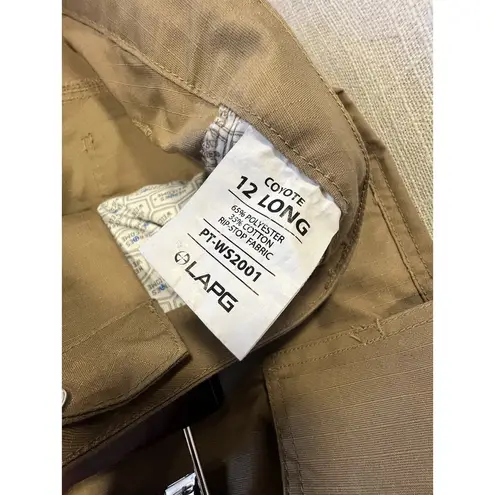 COYOTE
12 LONG
65% POLYESTER
35% COTTON
RIP-STOP FABRIC
PT-WS2001
LAPG